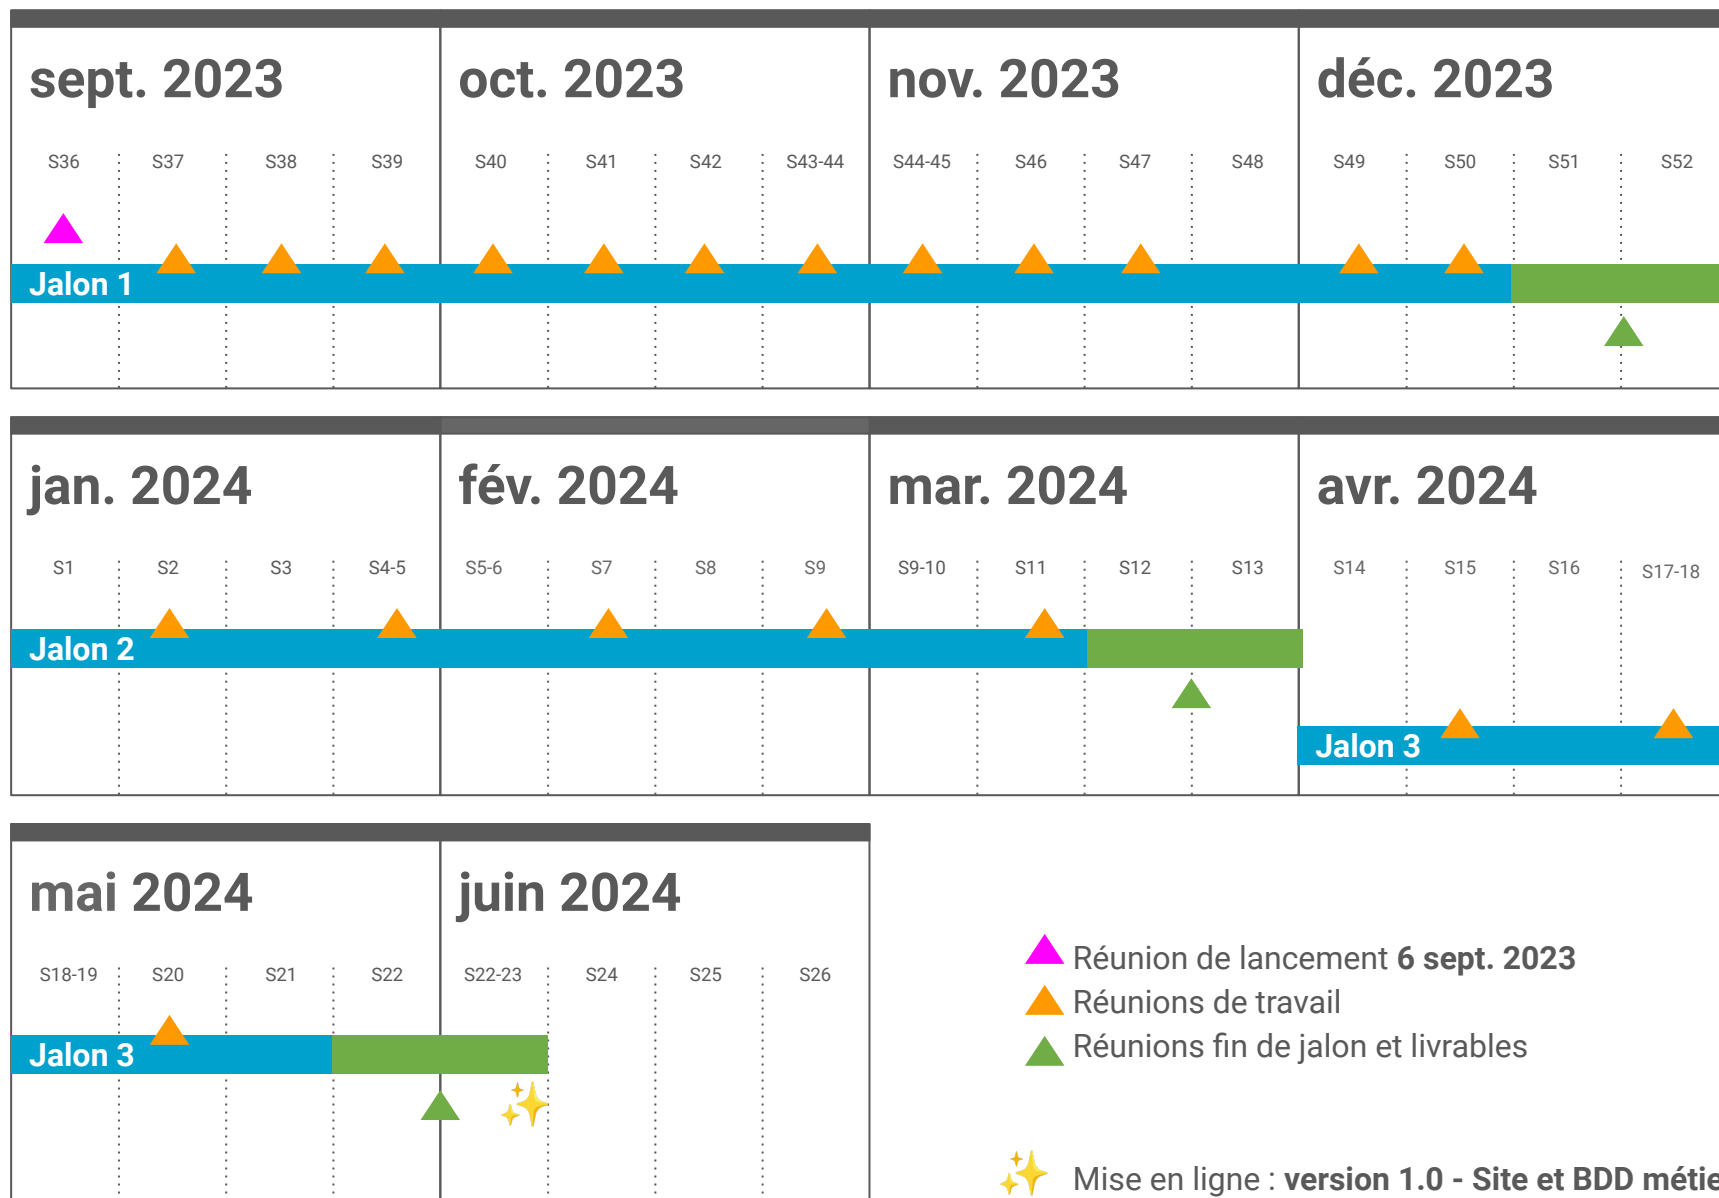 sept. 2023 oct. 2023 nov. 2023 déc. 2023
S36 S37 S38 S39 S40 S41 S42 S43-44 S44-45 S46 S47 S48 S49 S50 S51 S52
Jalon 1
jan. 2024 fév. 2024 mar. 2024 avr. 2024
S1 S2 S3 S4-5 S5-6 S7 S8 S9 S9-10 S11 S12 S13 S14 S15 S16 S17-18
Jalon 2
Jalon 3
mai 2024 juin 2024
S18-19 S20 S21 S22 S22-23 S24 S25 S26
Jalon 3
Réunion de lancement 6 sept. 2023
Réunions de travail
Réunions fin de jalon et livrables
Mise en ligne : version 1.0 - Site et BDD métie